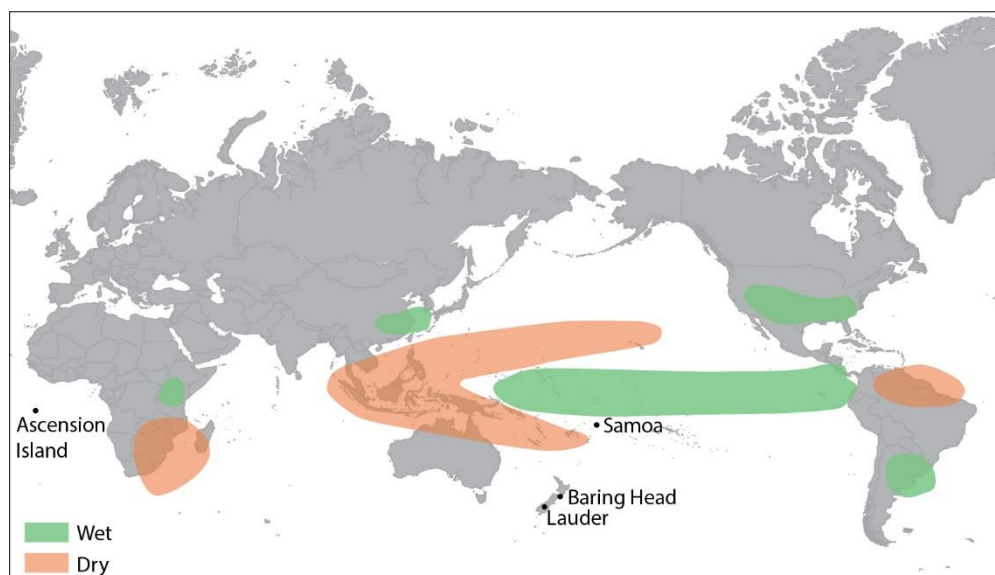 Ascension
Island
Samoa
Baring Head
Lauder
Wet
Dry